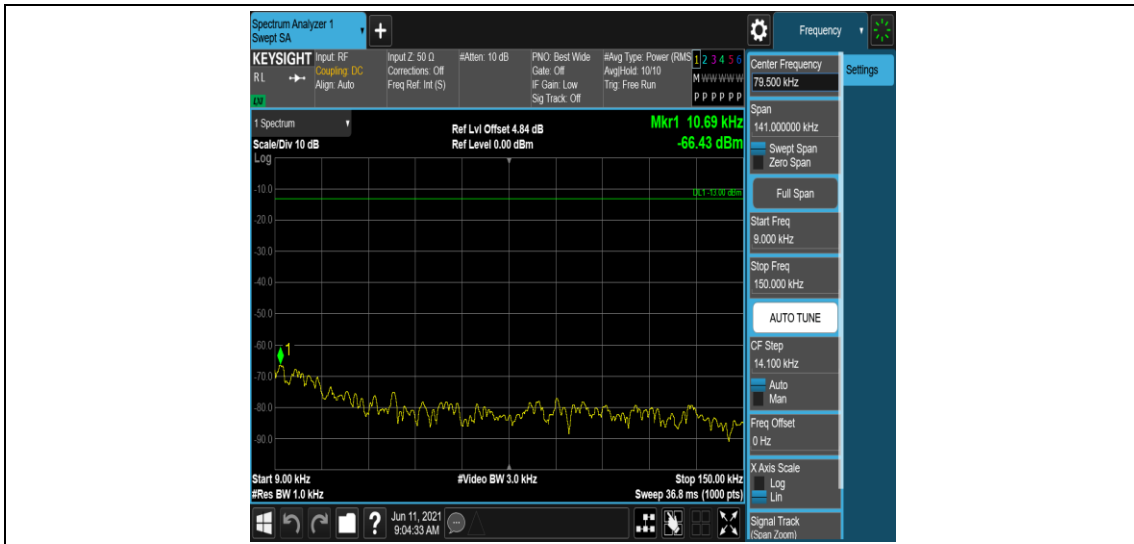 Spectrum Analyzer 1
Swept SA
+
Frequency
KEYSIGHT
RL
LXI
Input: RF
Coupling: DC
Align: Auto
Input Z: 50 Ω
Corrections: Off
Freq Ref: Int (S)
#Atten: 10 dB
PNO: Best Wide
Gate: Off
IF Gain: Low
Sig Track: Off
#Avg Type: Power (RMS
Avg|Hold: 10/10
Trig: Free Run
1 2 3 4 5 6
M W W W W W
P P P P P P
Center Frequency
79.500 kHz
Settings
Span
141.000000 kHz
Swept Span
Zero Span
Full Span
Start Freq
9.000 kHz
Stop Freq
150.000 kHz
AUTO TUNE
CF Step
14.100 kHz
Auto
Man
Freq Offset
0 Hz
X Axis Scale
Log
Lin
Signal Track
(Span Zoom)
1 Spectrum
Scale/Div 10 dB
Log
Ref Lvl Offset 4.84 dB
Ref Level 0.00 dBm
Mkr1 10.69 kHz
-66.43 dBm
DL1 -13.00 dBm
-10.0
-20.0
-30.0
-40.0
-50.0
-60.0
1
-70.0
-80.0
-90.0
Start 9.00 kHz
#Res BW 1.0 kHz
#Video BW 3.0 kHz
Stop 150.00 kHz
Sweep 36.8 ms (1000 pts)
?
Jun 11, 2021
9:04:33 AM